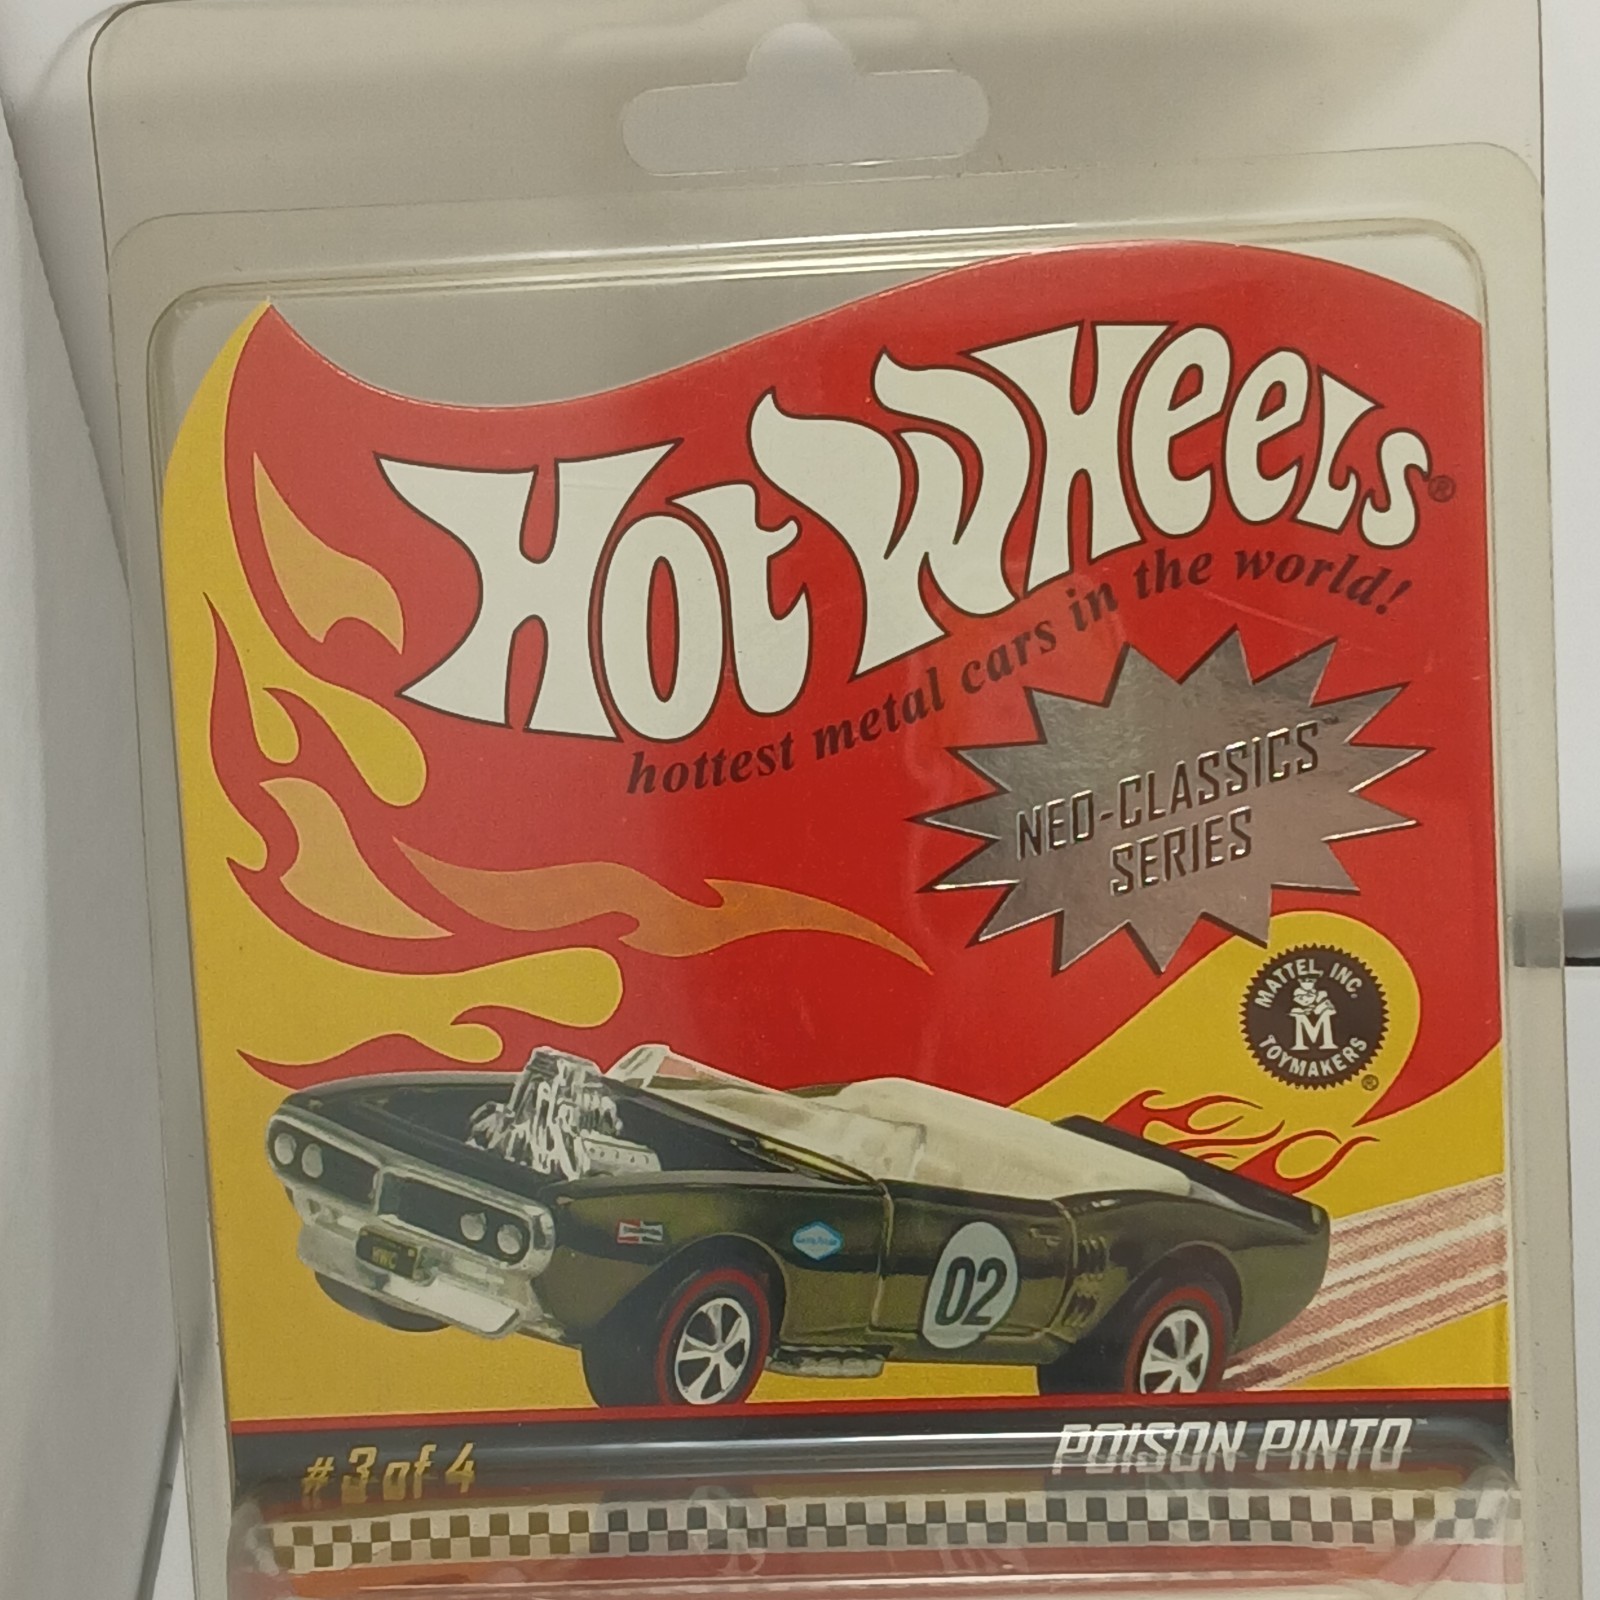 Hot Wheels®
hottest metal cars in the world!
NEO-CLASSICS™
SERIES
MATTEL, INC.
M
TOYMAKERS
®
02
# 3 of 4
POISON PINTO™